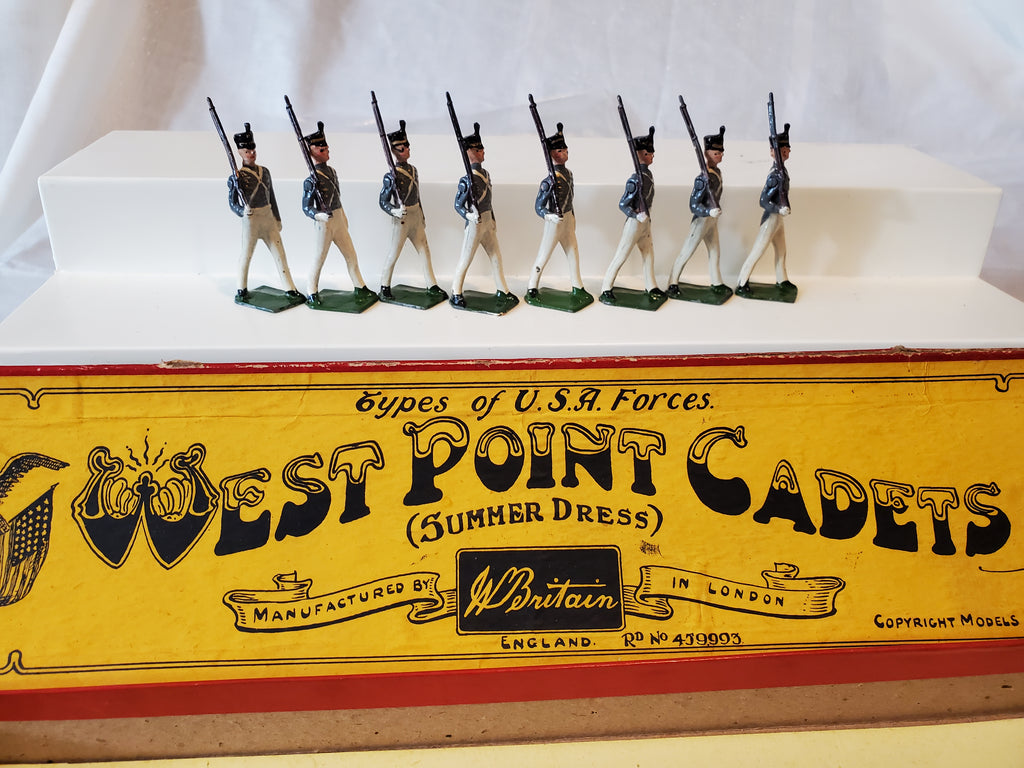 Types of U.S.A. Forces.
WEST POINT CADETS
(SUMMER DRESS)
MANUFACTURED BY
W Britain
IN LONDON
ENGLAND. RD No 459993
COPYRIGHT MODELS